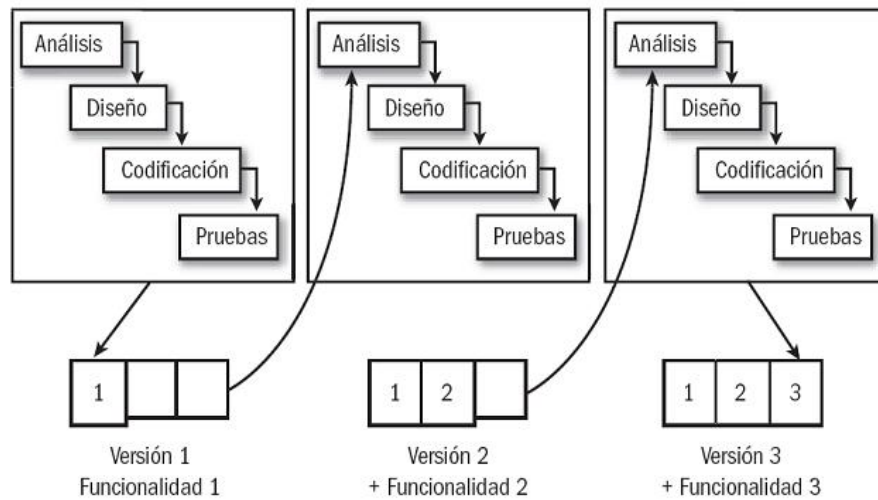 Análisis
Diseño
Codificación
Pruebas
Análisis
Diseño
Codificación
Pruebas
Análisis
Diseño
Codificación
Pruebas
1
1 2
1 2 3
Versión 1
Funcionalidad 1
Versión 2
+ Funcionalidad 2
Versión 3
+ Funcionalidad 3